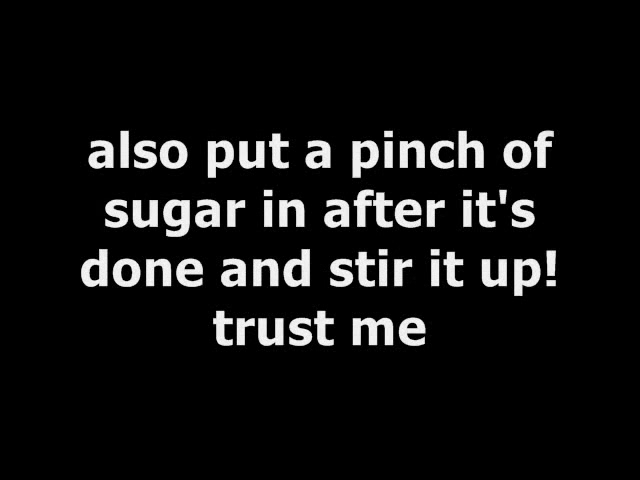 also put a pinch of
sugar in after it's
done and stir it up!
trust me